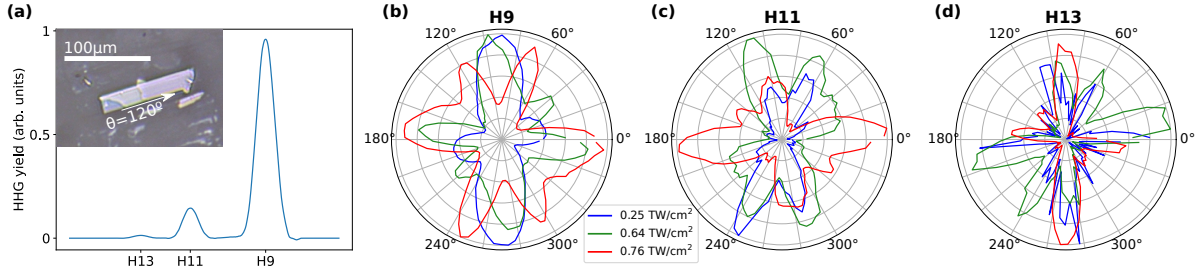 (a)
HHG yield (arb. units)
1
0.5
0
100μm
θ=120º
H13
H11
H9
(b)
H9
120°
60°
180°
0°
240°
300°
0.25 TW/cm²
0.64 TW/cm²
0.76 TW/cm²
(c)
H11
120°
60°
180°
0°
240°
300°
(d)
H13
120°
60°
180°
0°
240°
300°